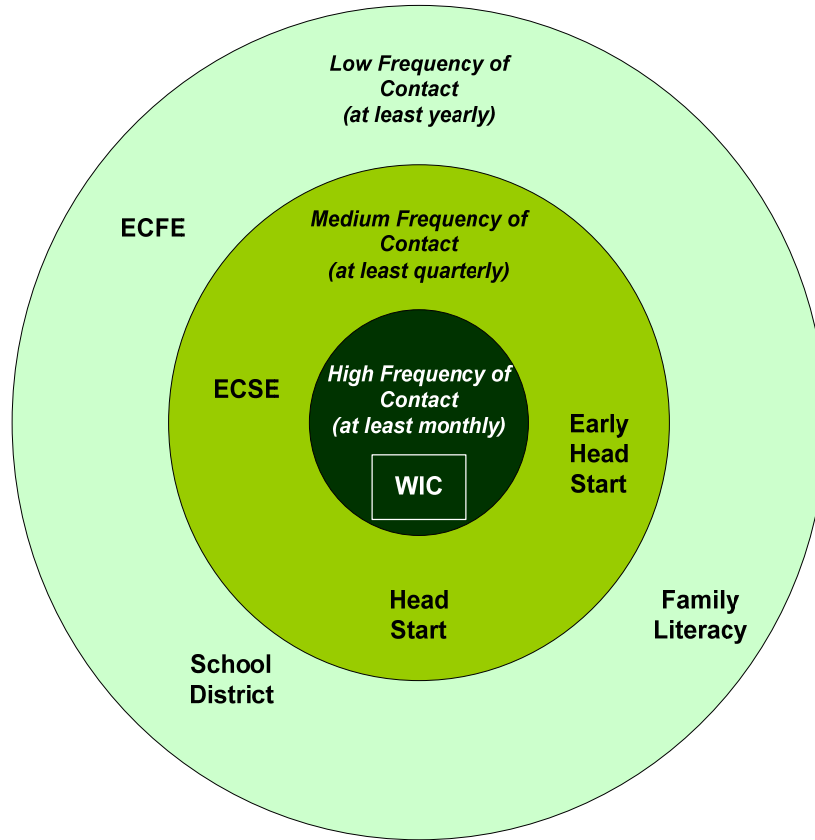 Low Frequency of
Contact
(at least yearly)
ECFE
Medium Frequency of
Contact
(at least quarterly)
ECSE
High Frequency of
Contact
(at least monthly)
WIC
Early
Head
Start
Head
Start
Family
Literacy
School
District